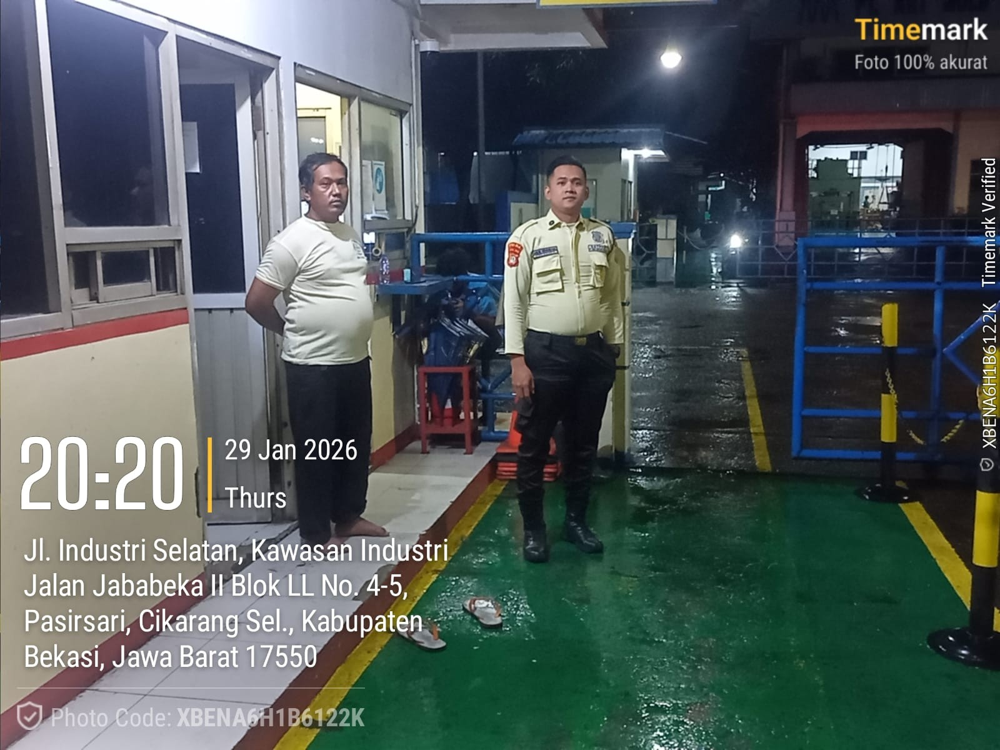 Timemark
Foto 100% akurat
20:20
29 Jan 2026
Thurs
Jl. Industri Selatan, Kawasan Industri
Jalan Jababeka II Blok LL No. 4-5,
Pasirsari, Cikarang Sel., Kabupaten
Bekasi, Jawa Barat 17550
Photo Code: XBENA6H1B6122K
XBENA6H1B6122K Timemark Verified